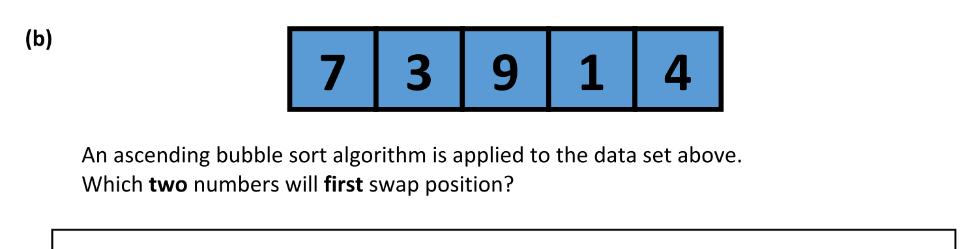 (b)
7 3 9 1 4
An ascending bubble sort algorithm is applied to the data set above.
Which two numbers will first swap position?